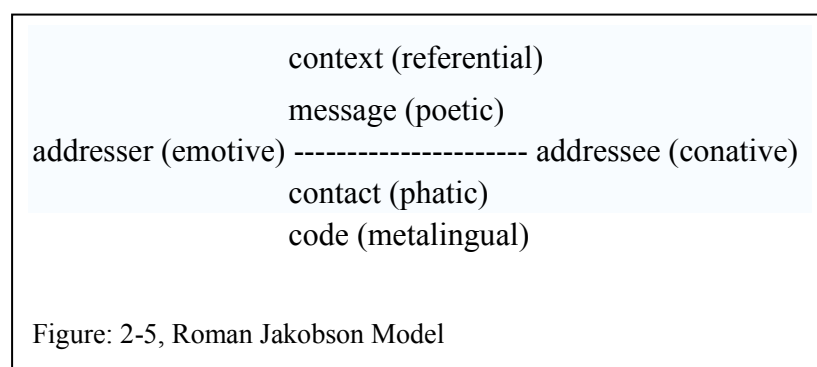 context (referential)
message (poetic)
addresser (emotive) ---------------------- addressee (conative)
contact (phatic)
code (metalingual)
Figure: 2-5, Roman Jakobson Model